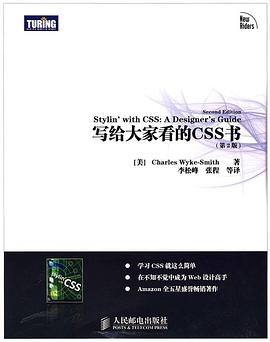 TURING
New
Riders
Second Edition
Stylin' with CSS: A Designer's Guide
写给大家看的CSS书
(第2版)
[美] Charles Wyke-Smith 著
李松峰 张程 等译
CSS
• 学习CSS就这么简单
• 在不知不觉中成为Web设计高手
• Amazon全五星盛誉畅销著作
人民邮电出版社
POSTS & TELECOM PRESS